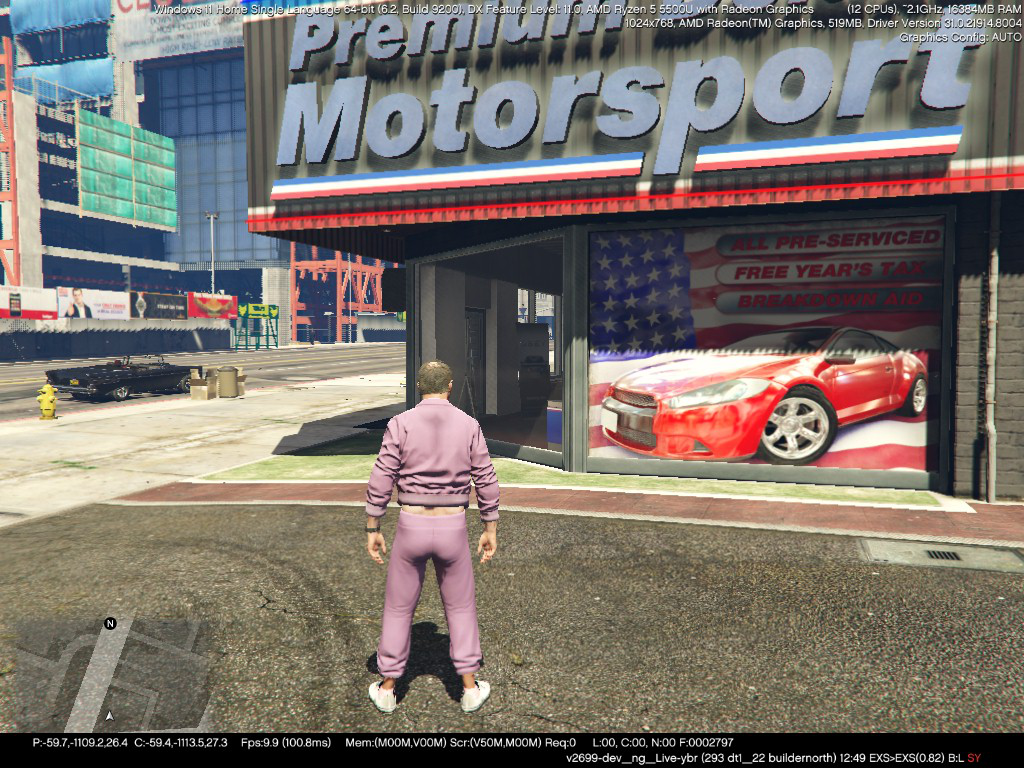 Windows 11 Home Single Language 64-bit (6.2, Build 9200), DX Feature Level: 11.0, AMD Ryzen 5 5500U with Radeon Graphics (12 CPUs), ~2.1GHz, 16384MB RAM
1024x768, AMD Radeon(TM) Graphics, 519MB, Driver Version 31.0.21914.8004
Graphics Config: AUTO
Premium
Motorsport
ALL PRE-SERVICED
FREE YEAR'S TAX
BREAKDOWN AID
N
P:-59.7,-1109.2,26.4 C:-59.4,-1113.5,27.3 Fps:9.9 (100.8ms) Mem:(M00M,V00M) Scr:(V50M,M00M) Req:0 L:00, C:00, N:00 F:0002797
v2699-dev_ng_Live-ybr (293 dt1_22 buildernorth) 12:49 EXS>EXS(0.82) B:L SY